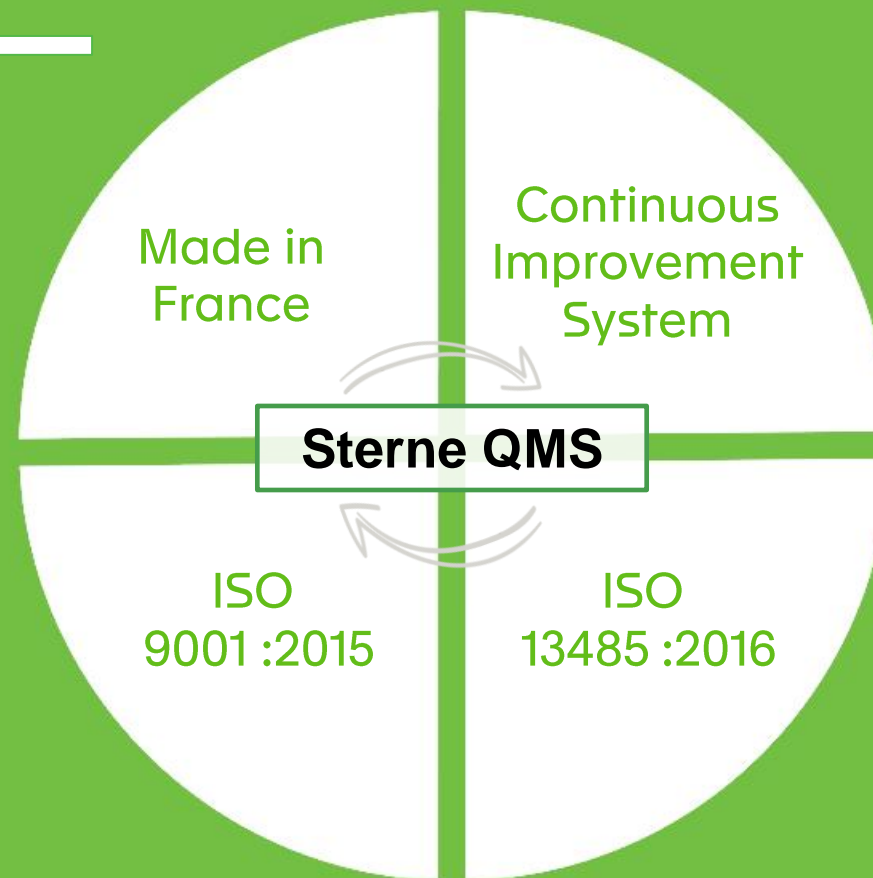 Made in
France
Continuous
Improvement
System
Sterne QMS
ISO
9001 :2015
ISO
13485 :2016